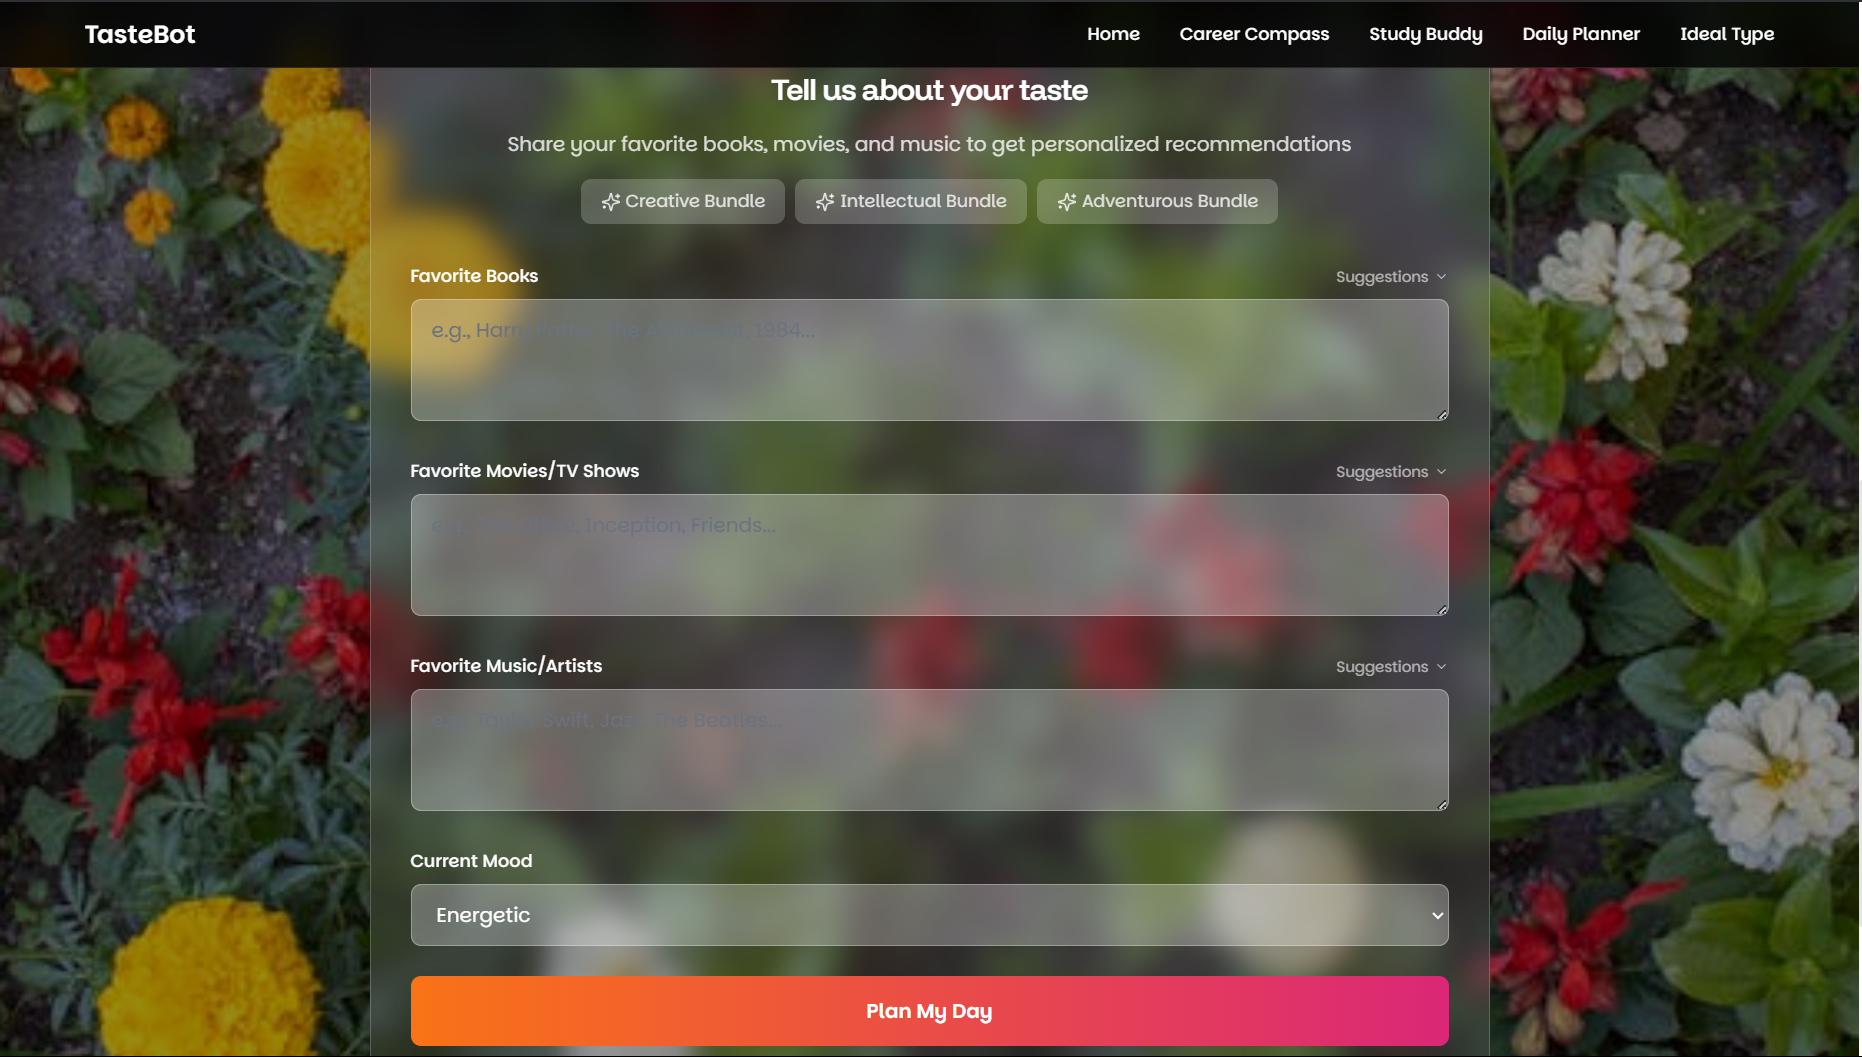 TasteBot
Home Career Compass Study Buddy Daily Planner Ideal Type
Tell us about your taste
Share your favorite books, movies, and music to get personalized recommendations
Creative Bundle Intellectual Bundle Adventurous Bundle
Favorite Books Suggestions
e.g., Harry Potter, The Alchemist, 1984...
Favorite Movies/TV Shows Suggestions
e.g., The Office, Inception, Friends...
Favorite Music/Artists Suggestions
e.g., Taylor Swift, Jazz, The Beatles...
Current Mood
Energetic
Plan My Day